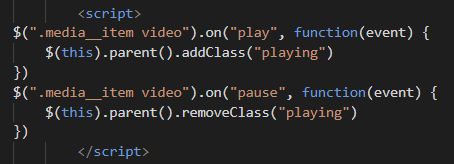 <script>
$(".media__item video").on("play", function(event) {
$(this).parent().addClass("playing")
})
$(".media__item video").on("pause", function(event) {
$(this).parent().removeClass("playing")
})
</script>